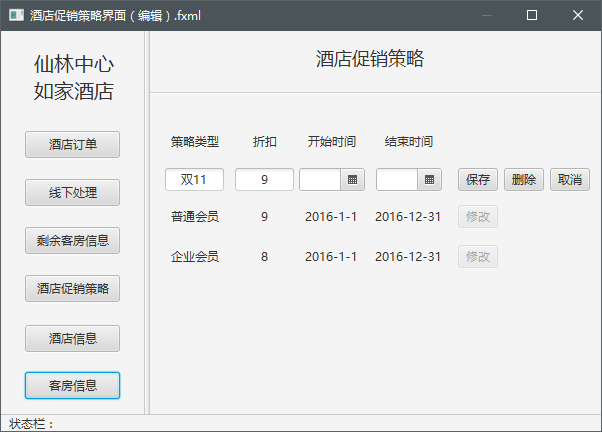 酒店促销策略界面（编辑）.fxml
仙林中心
如家酒店
酒店订单
线下处理
剩余客房信息
酒店促销策略
酒店信息
客房信息
酒店促销策略
策略类型 折扣 开始时间 结束时间
双11 9 保存 删除 取消
普通会员 9 2016-1-1 2016-12-31 修改
企业会员 8 2016-1-1 2016-12-31 修改
状态栏：